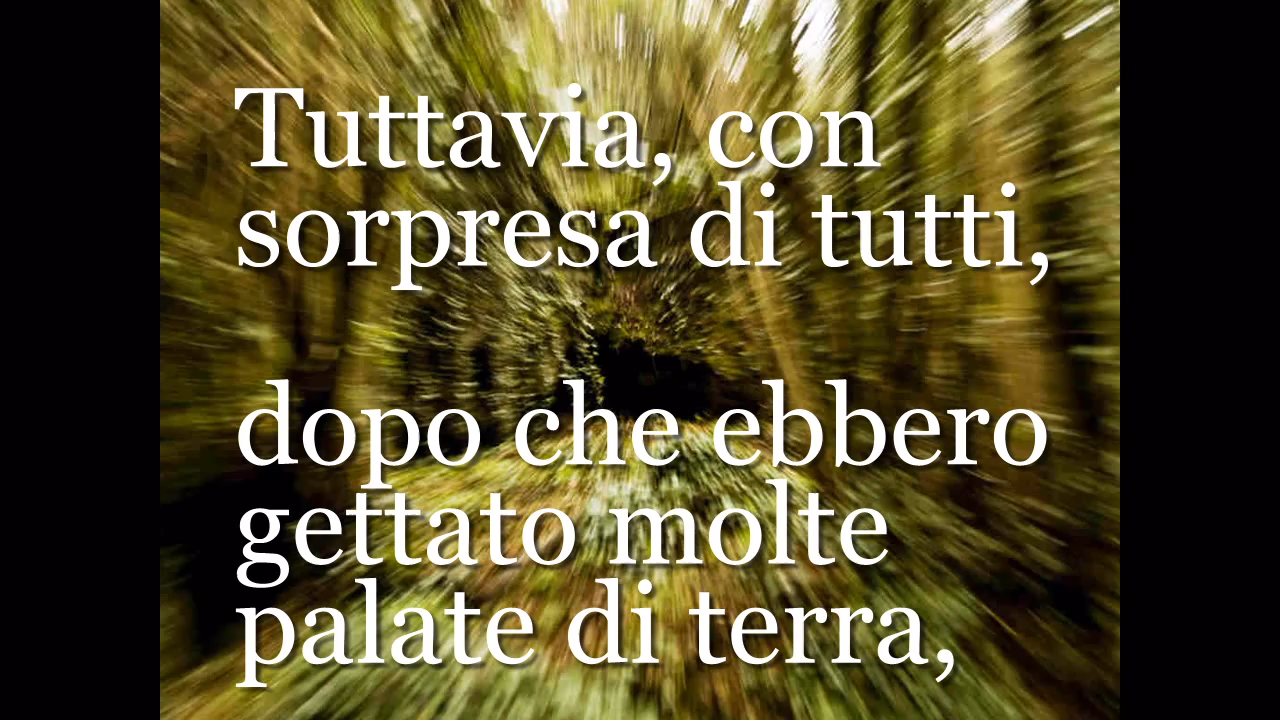 Tuttavia, con
sorpresa di tutti,
dopo che ebbero
gettato molte
palate di terra,